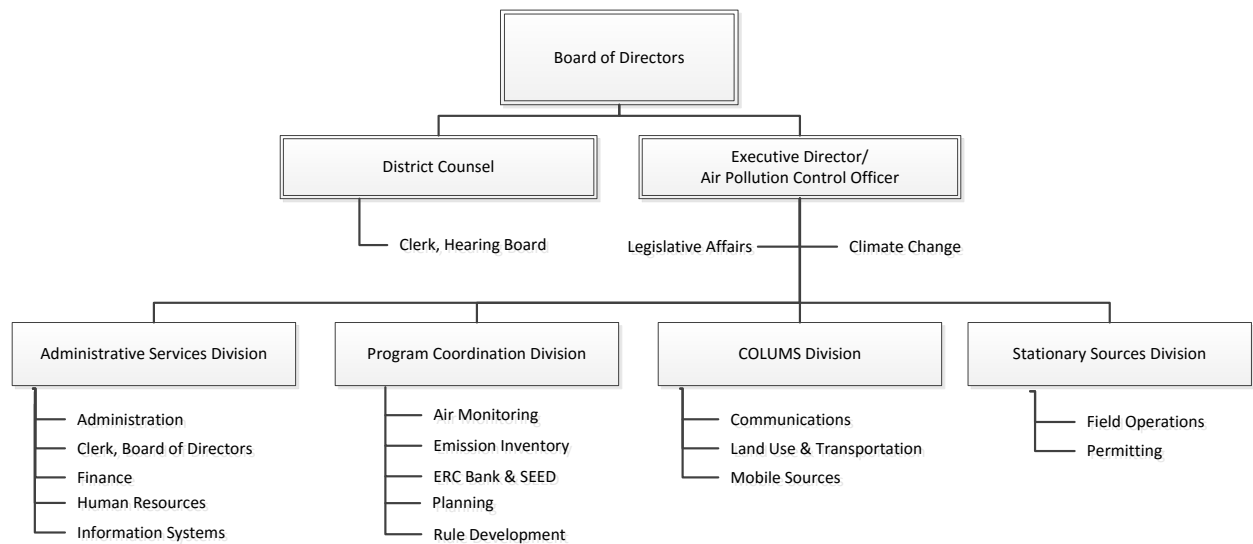 Board of Directors
District Counsel
Executive Director/
Air Pollution Control Officer
Clerk, Hearing Board
Legislative Affairs
Climate Change
Administrative Services Division
Program Coordination Division
COLUMS Division
Stationary Sources Division
Administration
Clerk, Board of Directors
Finance
Human Resources
Information Systems
Air Monitoring
Emission Inventory
ERC Bank & SEED
Planning
Rule Development
Communications
Land Use & Transportation
Mobile Sources
Field Operations
Permitting